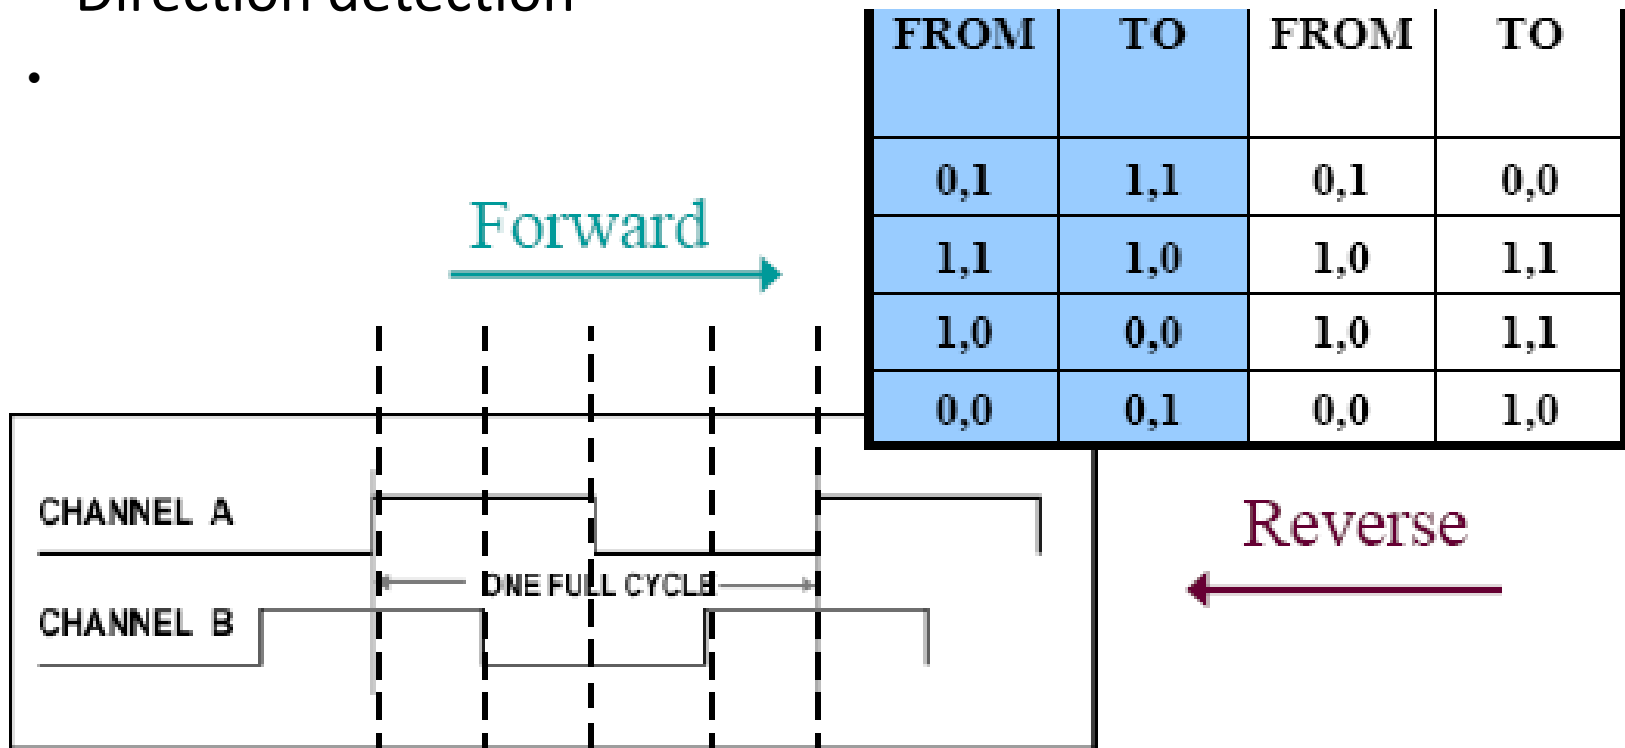 Direction detection
•
FROM TO FROM TO
0,1 1,1 0,1 0,0
1,1 1,0 1,0 1,1
1,0 0,0 1,0 1,1
0,0 0,1 0,0 1,0
Forward
CHANNEL A
ONE FULL CYCLE
CHANNEL B
Reverse